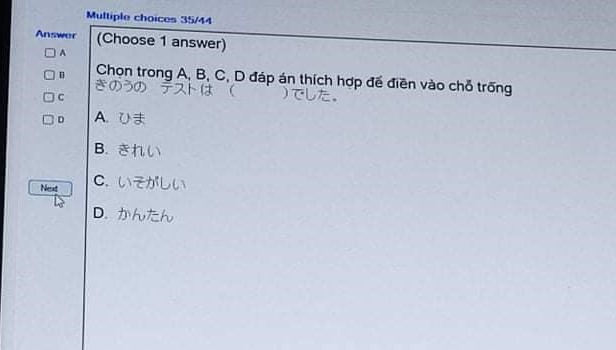 Multiple choices 35/44
Answer
A
B
C
D
Next
(Choose 1 answer)
Chọn trong A, B, C, D đáp án thích hợp để điền vào chỗ trống
きのうの テストは ( )でした。
A. ひま
B. きれい
C. いそがしい
D. かんたん